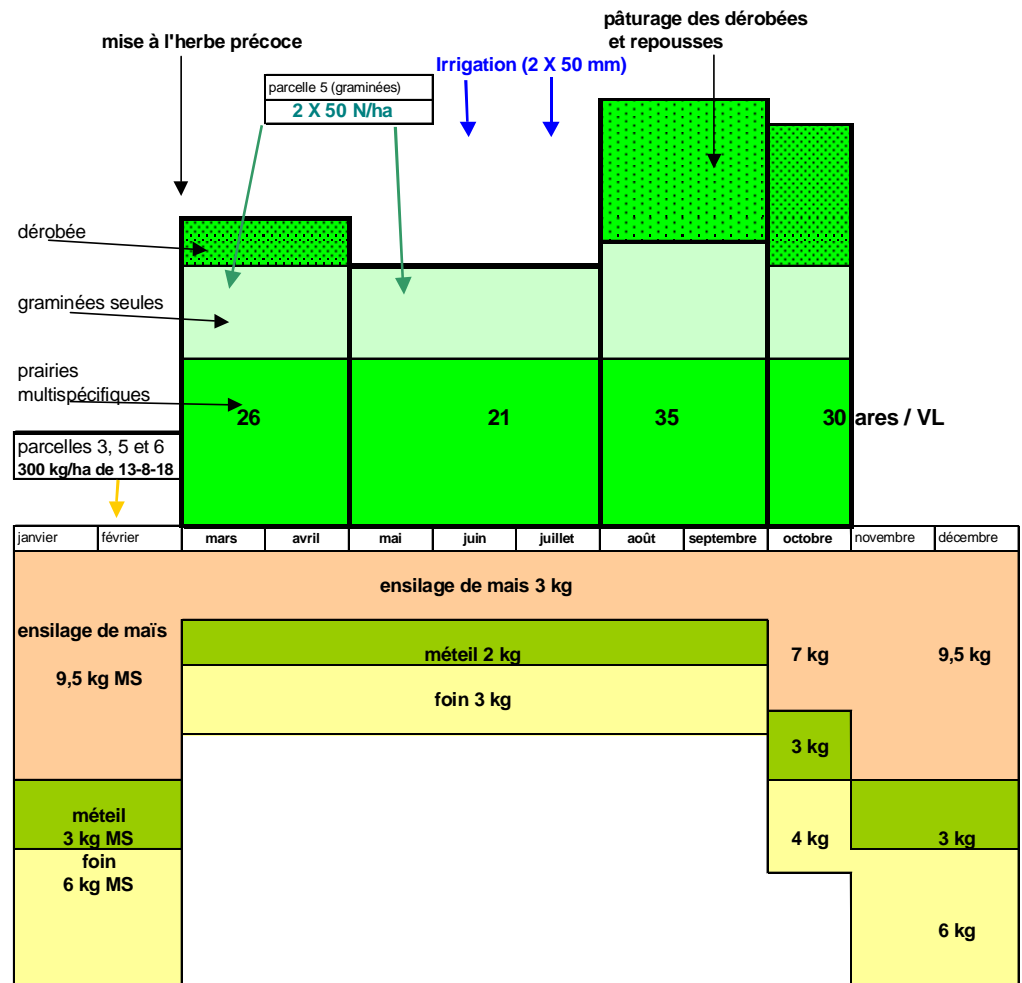 pâturage des dérobées
et repousses
mise à l'herbe précoce
Irrigation (2 X 50 mm)
parcelle 5 (graminées)
2 X 50 N/ha
dérobée
graminées seules
prairies
multispécifiques
26
21
35
30 ares / VL
parcelles 3, 5 et 6
300 kg/ha de 13-8-18
janvier
février
mars
avril
mai
juin
juillet
août
septembre
octobre
novembre
décembre
ensilage de mais 3 kg
ensilage de maïs
9,5 kg MS
méteil 2 kg
7 kg
9,5 kg
foin 3 kg
3 kg
méteil
3 kg MS
4 kg
3 kg
foin
6 kg MS
6 kg